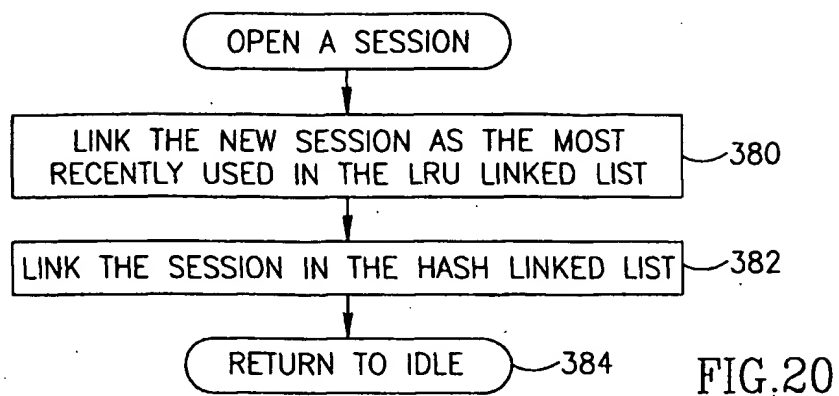 OPEN A SESSION
LINK THE NEW SESSION AS THE MOST
RECENTLY USED IN THE LRU LINKED LIST
380
LINK THE SESSION IN THE HASH LINKED LIST
382
RETURN TO IDLE
384
FIG.20